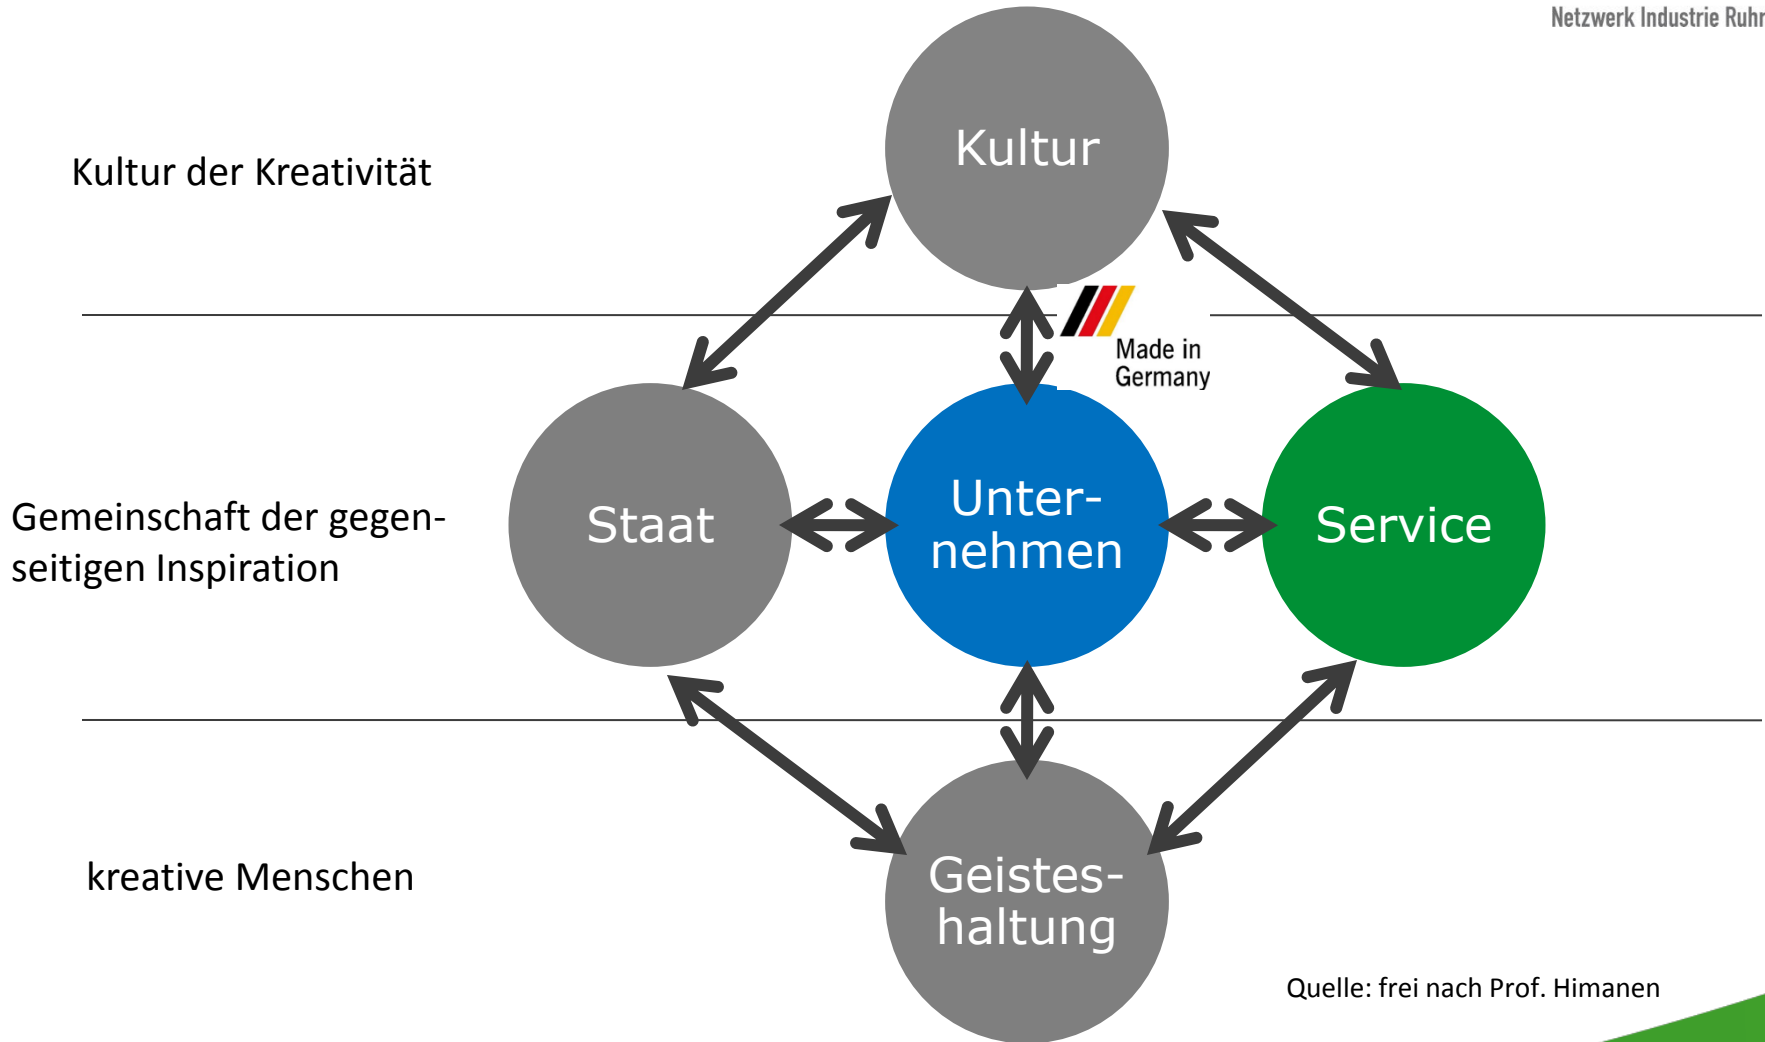 Netzwerk Industrie Ruhr
Kultur
Kultur der Kreativität
Made in
Germany
Gemeinschaft der gegen-
seitigen Inspiration
Staat
Unter-
nehmen
Service
kreative Menschen
Geistes-
haltung
Quelle: frei nach Prof. Himanen